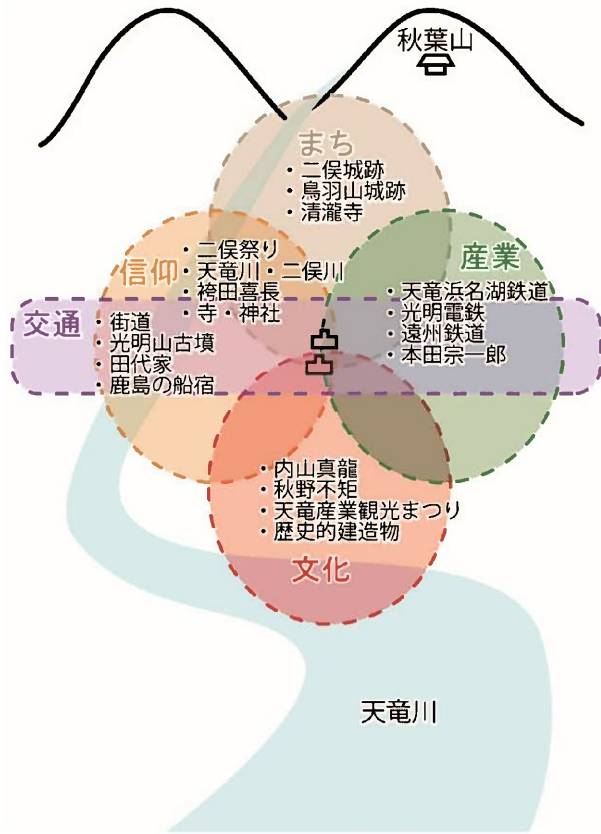 秋葉山
まち
・二俣城跡
・鳥羽山城跡
・清瀧寺
信仰
・二俣祭り
・天竜川・二俣川
・袴田喜長
・寺・神社
産業
・天竜浜名湖鉄道
・光明電鉄
・遠州鉄道
・本田宗一郎
交通
・街道
・光明山古墳
・田代家
・鹿島の船宿
・内山真龍
・秋野不矩
・天竜産業観光まつり
・歴史的建造物
文化
天竜川